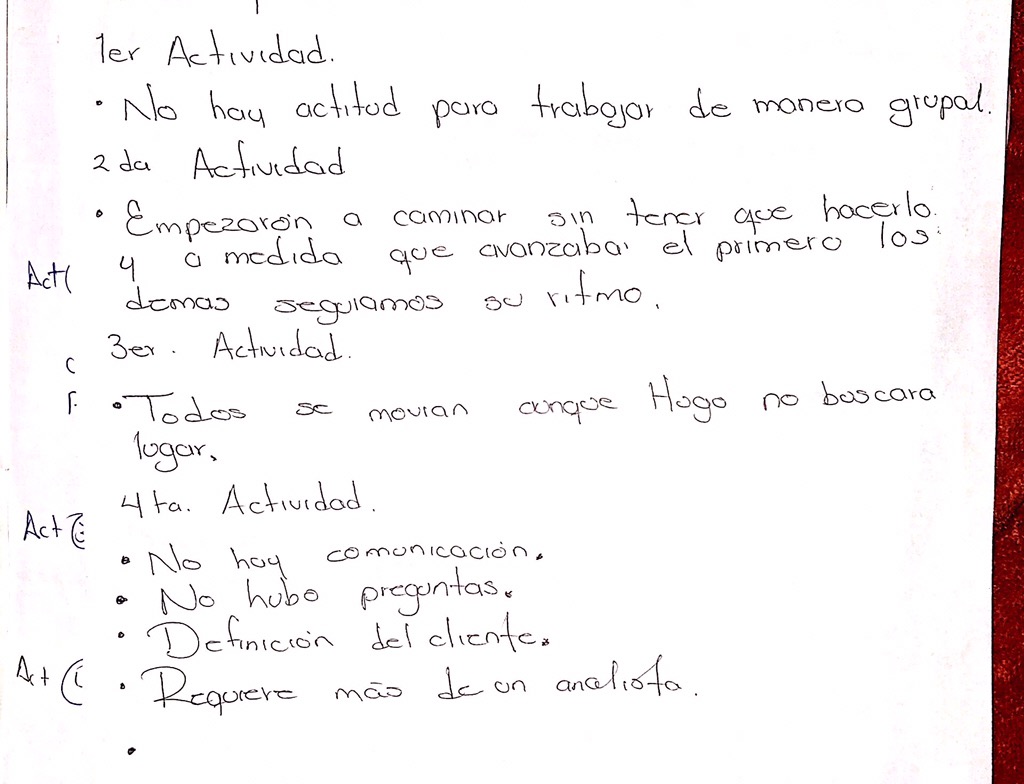 1er Actividad.
• No hay actitud para trabajar de manera grupal.
2da Actividad
• Empezarón a caminar sin tener que hacerlo.
y a medida que avanzaba el primero los
Act(
demas seguiamos su ritmo.
3er. Actividad.
• Todos se movian aunque Hugo no buscara
lugar.
4ta. Actividad.
Act
• No hay comunicación.
• No hubo preguntas.
• Definición del cliente.
Act (
• Requiere más de un analista.
•